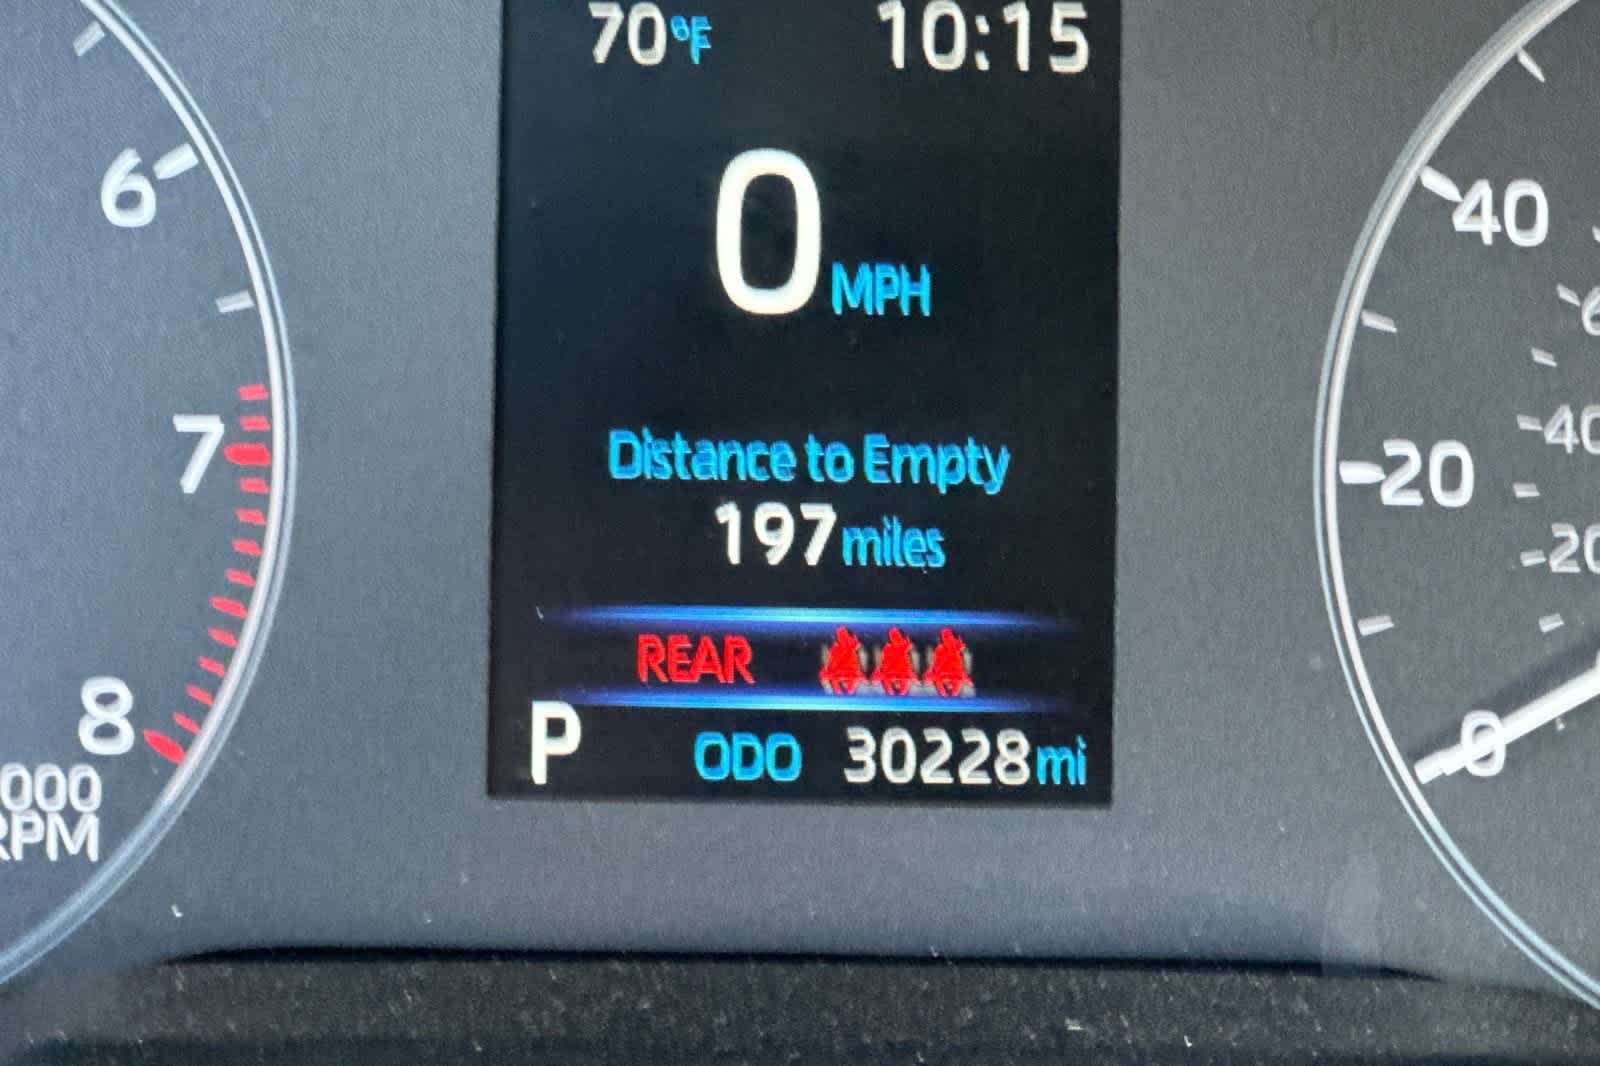 70°F 10:15
0 MPH
Distance to Empty
197 miles
REAR
P ODO 30228 mi
6
7
8
RPM
40
20
0